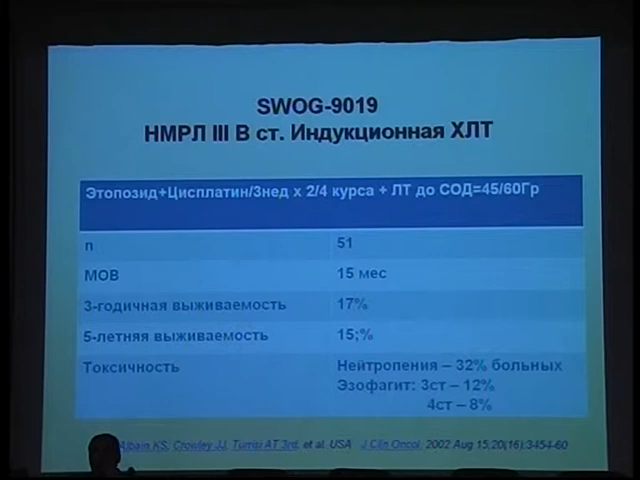 SWOG-9019
НМРЛ III В ст. Индукционная ХЛТ
Этопозид+Цисплатин/3нед х 2/4 курса + ЛТ до СОД=45/60Гр
n 51
МОВ 15 мес
3-годичная выживаемость 17%
5-летняя выживаемость 15;%
Токсичность Нейтропения – 32% больных
Эзофагит: 3ст – 12%
4ст – 8%
Albain KS, Crowley JJ, Turrisi AT 3rd, et al. USA J Clin Oncol. 2002 Aug 15;20(16):3454-60